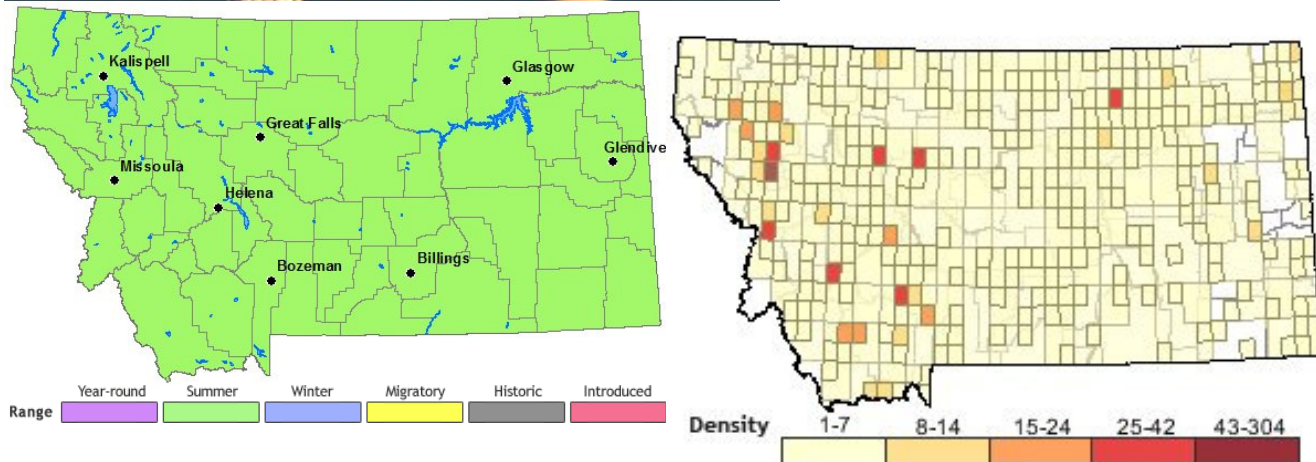 Kalispell
Glasgow
Great Falls
Glendive
Missoula
Helena
Billings
Bozeman
Year-round Summer Winter Migratory Historic Introduced
Range
Density 1-7 8-14 15-24 25-42 43-304